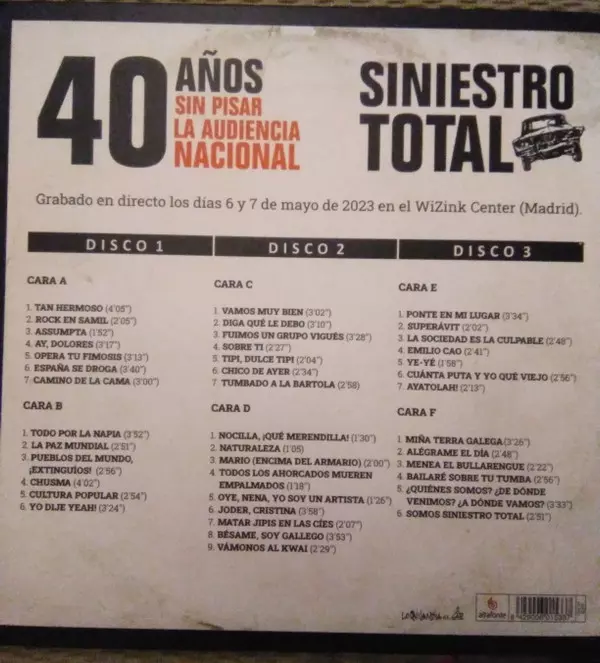 40 AÑOS
SIN PISAR
LA AUDIENCIA
NACIONAL
SINIESTRO
TOTAL
Grabado en directo los días 6 y 7 de mayo de 2023 en el WiZink Center (Madrid).
DISCO 1
DISCO 2
DISCO 3
CARA A
1. TAN HERMOSO (4'05")
2. ROCK EN SAMIL (2'05")
3. ASSUMPTA (1'52")
4. AY, DOLORES (3'17")
5. OPERA TU FIMOSIS (3'13")
6. ESPAÑA SE DROGA (3'40")
7. CAMINO DE LA CAMA (3'00")
CARA B
1. TODO POR LA NAPIA (3'52")
2. LA PAZ MUNDIAL (2'51")
3. PUEBLOS DEL MUNDO,
¡EXTINGUÍOS! (2'56")
4. CHUSMA (4'02")
5. CULTURA POPULAR (2'54")
6. YO DIJE YEAH! (3'24")
CARA C
1. VAMOS MUY BIEN (3'02")
2. DIGA QUÉ LE DEBO (3'10")
3. FUIMOS UN GRUPO VIGUÉS (3'28")
4. SOBRE TI (2'27")
5. TIPI, DULCE TIPI (2'04")
6. CHICO DE AYER (2'34")
7. TUMBADO A LA BARTOLA (2'58)
CARA D
1. NOCILLA, ¡QUÉ MERENDILLA! (1'30")
2. NATURALEZA (1'05)
3. MARIO (ENCIMA DEL ARMARIO) (2'00")
4. TODOS LOS AHORCADOS MUEREN
EMPALMADOS (1'18")
5. OYE, NENA, YO SOY UN ARTISTA (1'26")
6. JODER, CRISTINA (3'58")
7. MATAR JIPIS EN LAS CÍES (2'07")
8. BÉSAME, SOY GALLEGO (3'53")
9. VÁMONOS AL KWAI (2'29")
CARA E
1. PONTE EN MI LUGAR (3'34")
2. SUPERÁVIT (2'02")
3. LA SOCIEDAD ES LA CULPABLE (2'48")
4. EMILIO CAO (2'41")
5. YE-YÉ (1'58")
6. CUÁNTA PUTA Y YO QUÉ VIEJO (2'56")
7. AYATOLAH! (2'13")
CARA F
1. MIÑA TERRA GALEGA (3'26")
2. ALÉGRAME EL DÍA (2'48")
3. MENEA EL BULLARENGUE (2'22")
4. BAILARÉ SOBRE TU TUMBA (2'56")
5. ¿QUIÉNES SOMOS? ¿DE DÓNDE
VENIMOS? ¿A DÓNDE VAMOS? (3'33")
6. SOMOS SINIESTRO TOTAL (2'51")
altafonte